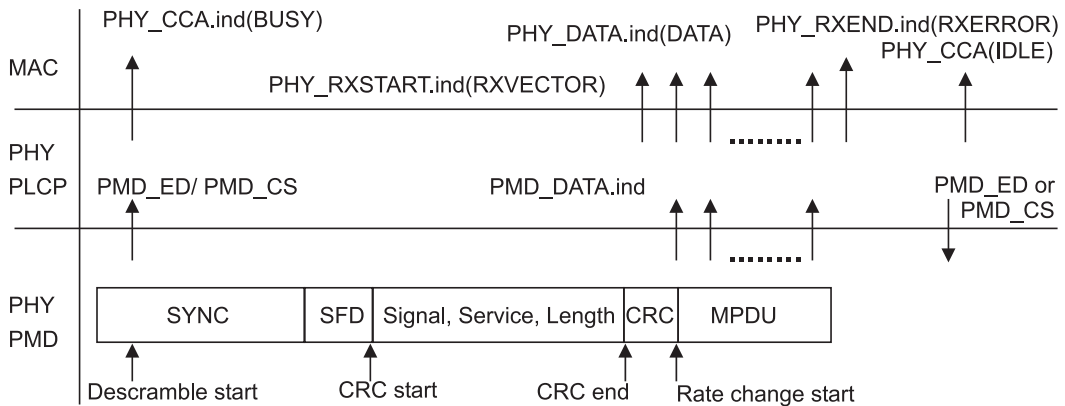 PHY_CCA.ind(BUSY)
PHY_DATA.ind(DATA)
PHY_RXEND.ind(RXERROR)
PHY_CCA(IDLE)
MAC
PHY_RXSTART.ind(RXVECTOR)
PHY
PLCP
PMD_ED/ PMD_CS
PMD_DATA.ind
PMD_ED or
PMD_CS
PHY
PMD
SYNC
SFD
Signal, Service, Length
CRC
MPDU
Descramble start
CRC start
CRC end
Rate change start